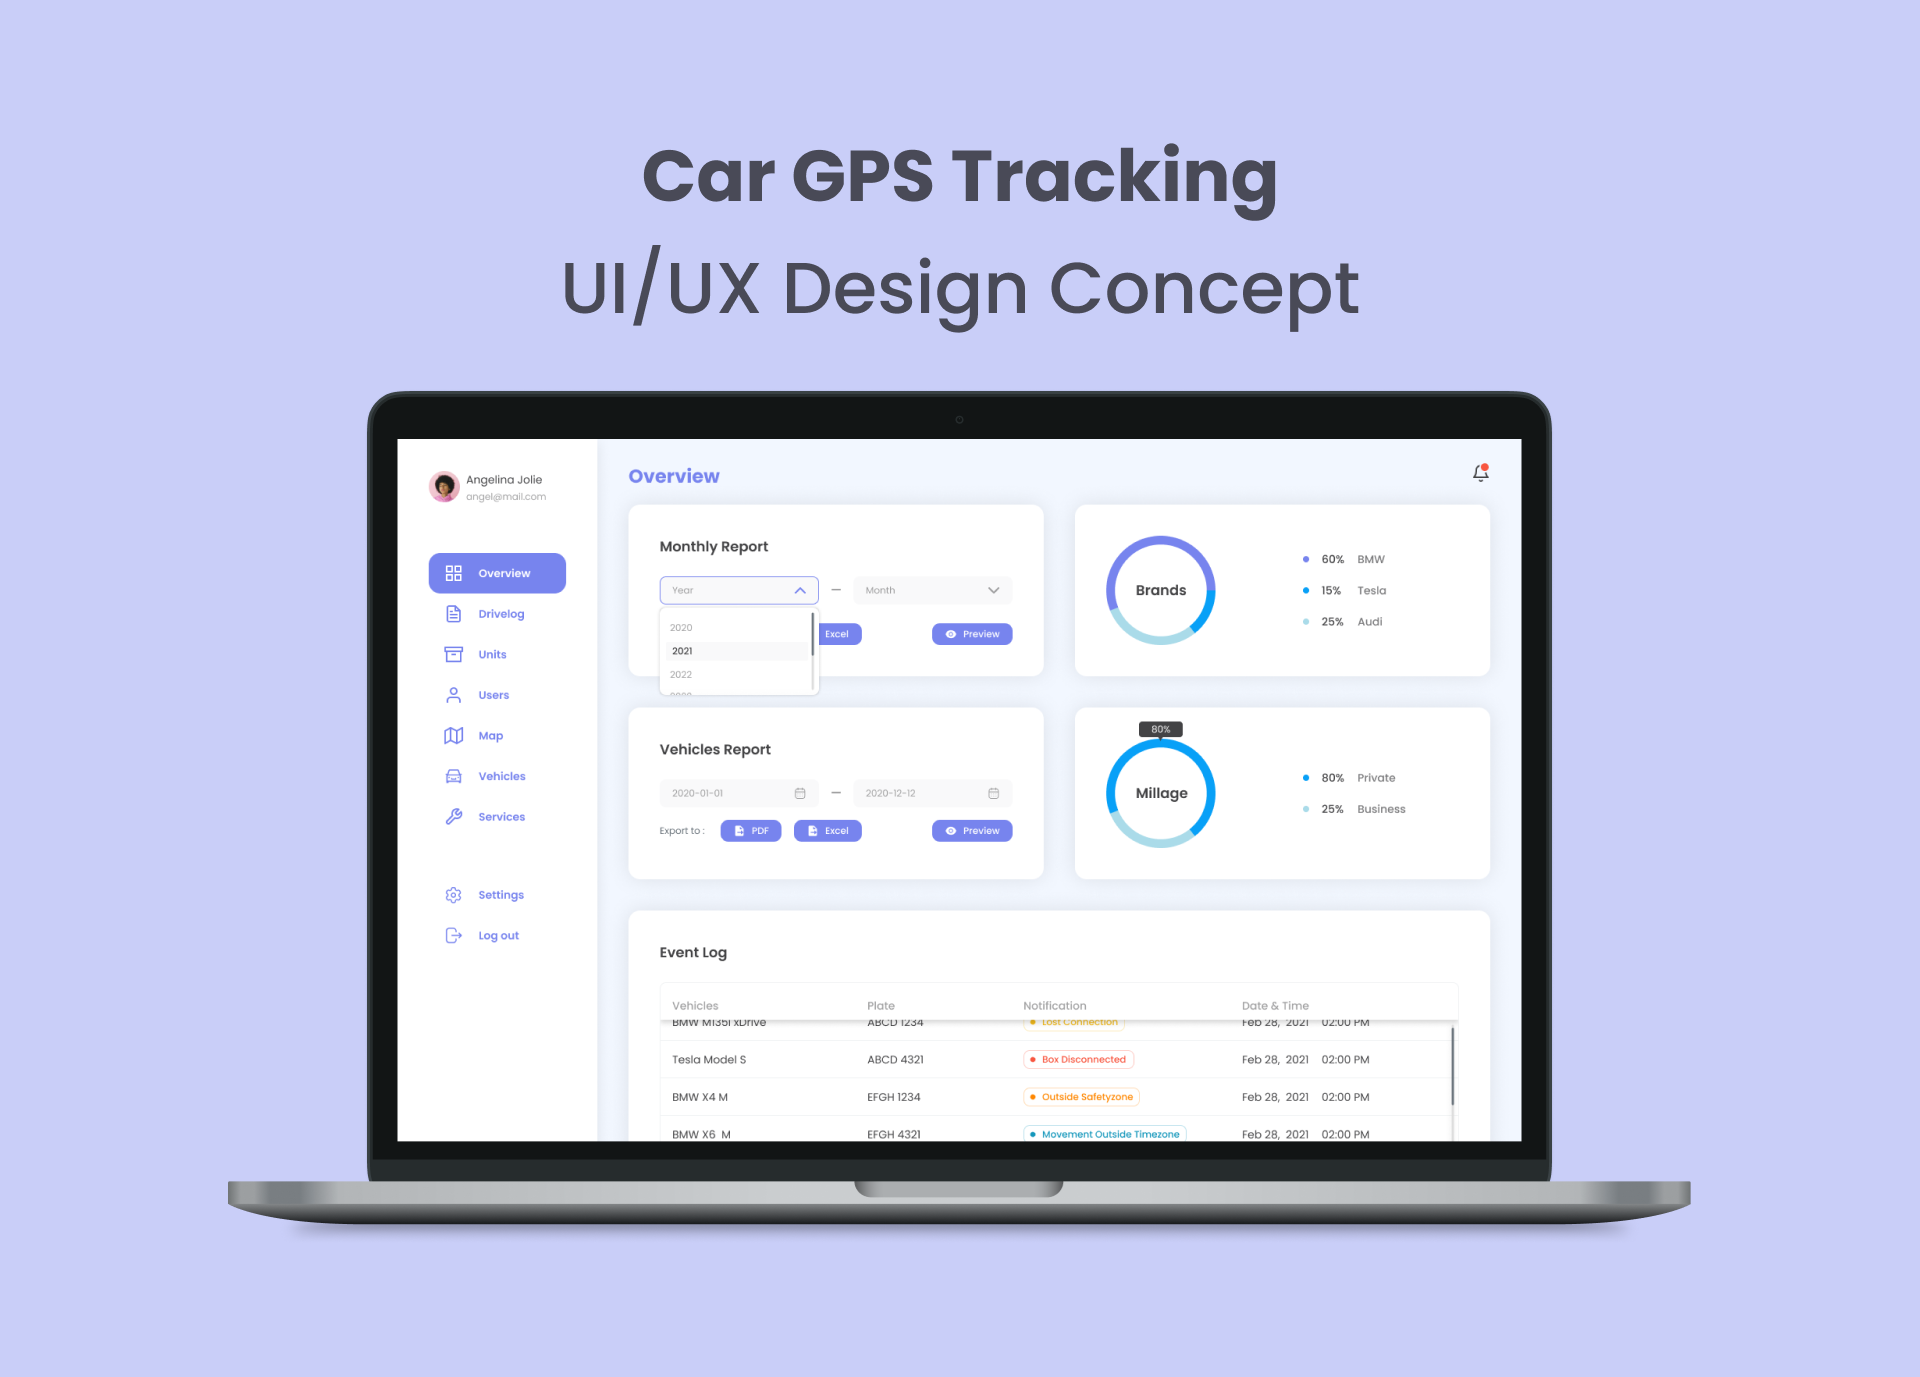 Car GPS Tracking
UI/UX Design Concept
Angelina Jolie
angel@mail.com
Overview
Drivelog
Units
Users
Map
Vehicles
Services
Settings
Log out
Overview
Monthly Report
Year
—
Month
2020
2021
2022
Excel
Preview
Brands
60% BMW
15% Tesla
25% Audi
Vehicles Report
2020-01-01 — 2020-12-12
Export to : PDF Excel Preview
80%
Millage
80% Private
25% Business
Event Log
Vehicles Plate Notification Date & Time
BMW M135i xDrive ABCD 1234 Lost Connection Feb 28, 2021 02:00 PM
Tesla Model S ABCD 4321 Box Disconnected Feb 28, 2021 02:00 PM
BMW X4 M EFGH 1234 Outside Safetyzone Feb 28, 2021 02:00 PM
BMW X6 M EFGH 4321 Movement Outside Timezone Feb 28, 2021 02:00 PM